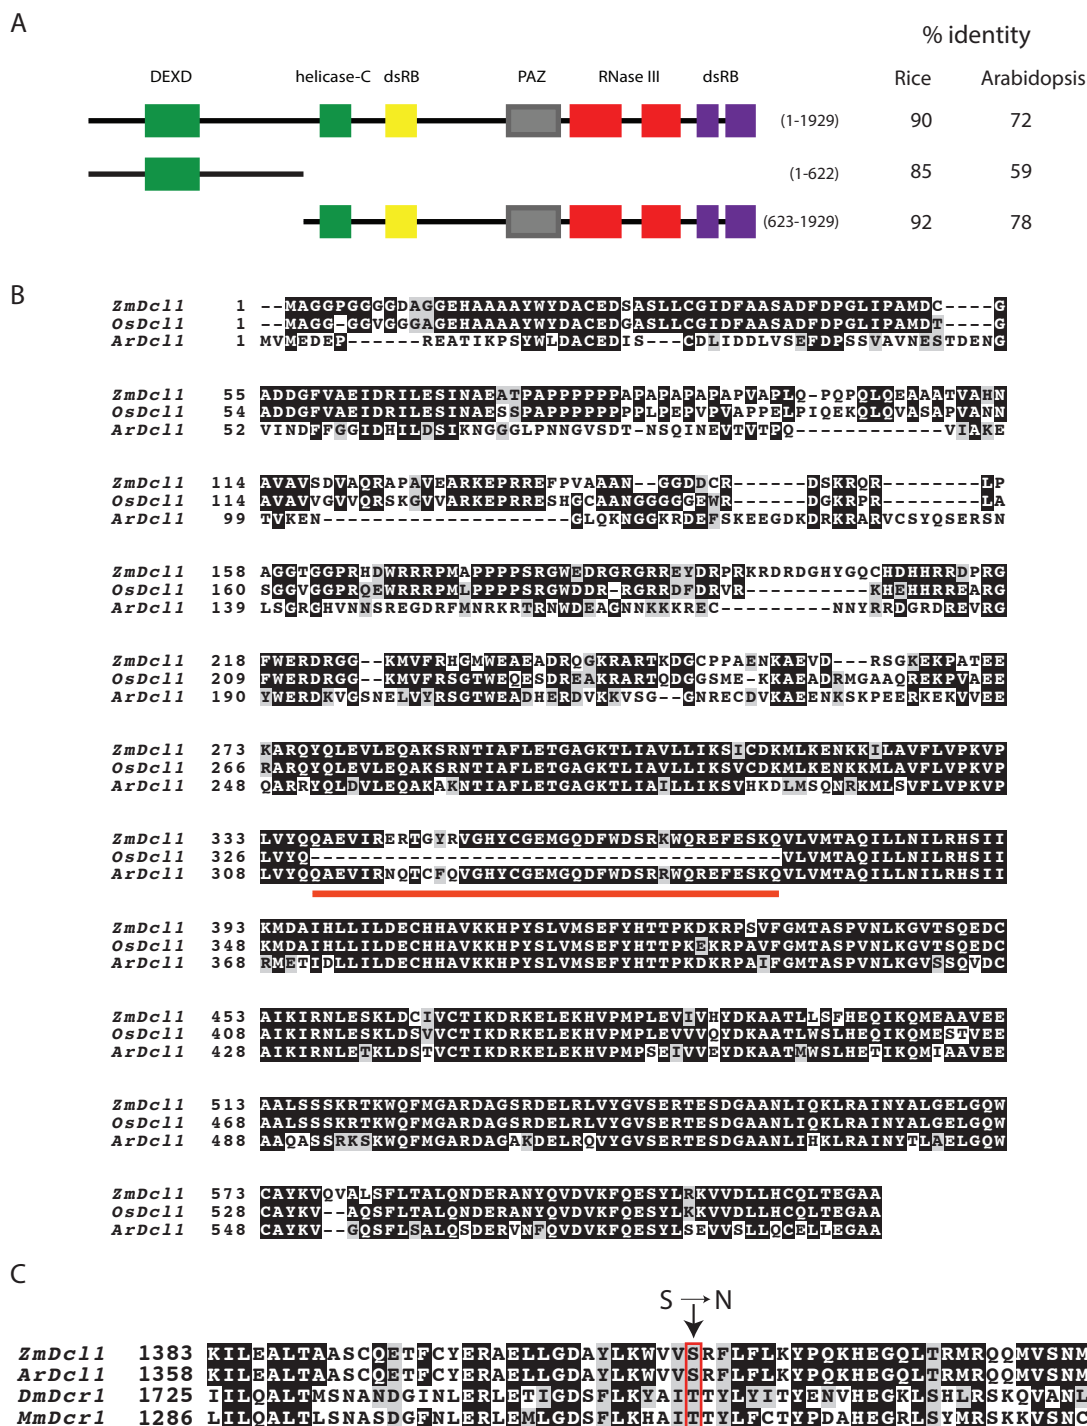 A
% identity
DEXD helicase-C dsRB PAZ RNase III dsRB Rice Arabidopsis
(1-1929) 90 72
(1-622) 85 59
(623-1929) 92 78
B
ZmDcl1 1 --MAGGPGGGGDAGGEHAAAAYWYDACEDSASLLCGIDFAASADFDPGLIPAMDC----G
OsDcl1 1 --MAGG-GGVGGGAGEHAAAAYWYDACEDGASLLCGIDFAASADFDPGLIPAMDT----G
ArDcl1 1 MVMEDEP------REATIKPSYWLDACEDIS---CDLIDDLVSEFDPSSVAVNESTDENG
ZmDcl1 55 ADDGFVAEIDRILESINAEATPAPPPPPPAPAPAPAPAPVAPLQ-PQPQLQEAAATVAHN
OsDcl1 54 ADDGFVAEIDRILESINAESSPAPPPPPPPPLPEPVPVAPPELPIQEKQLQVASAPVANN
ArDcl1 52 VINDFFGGIDHILDSIKNGGGLPNNGVSDT-NSQINEVTVTPQ------------VIAKE
ZmDcl1 114 AVAVSDVAQRAPAVEARKEPRREFPVAAAN--GGDDCR------DSKRQR-------LP
OsDcl1 114 AVAVVGVVQRSKGVVARKEPRRESHGCAANGGGGGEWR------DGKRPR-------LA
ArDcl1 99 TVKEN--------------------GLQKNGGKRDEFSKEEGDKDRKRARVCSYQSERSN
ZmDcl1 158 AGGTGGPRHDWRRRPMAPPPPSRGWEDRGRGRREYDRPRKRDRDGHYGQCHDHHRRDPRG
OsDcl1 160 SGGVGGPRQEWRRRPMLPPPPSRGWDDR-RGRRDFDRVR----------KHEHHRREARG
ArDcl1 139 LSGRGHVNNSREGDRFMNRKRTRNWDEAGNNKKKREC----------NNYRRDGRDREVRG
ZmDcl1 218 FWERDRGG--KMVFRHGMWEAEADRQGKRARTKDGCPPAENKAEVD---RSGKEKPATEE
OsDcl1 209 FWERDRGG--KMVFRSGTWEQESDREAKRARTQDGGSME-KKAEADRMGAAQREKPVAEE
ArDcl1 190 YWERDKVGSNELVYRSGTWEADHERDVKKVSG--GNRECDVKAEENKSKPEERKEKVVEE
ZmDcl1 273 KARQYQLEVLEQAKSRNTIAFLETGAGKTLIAVLLIKSICDKMLKENKKILAVFLVPKVP
OsDcl1 266 RARQYQLEVLEQAKSRNTIAFLETGAGKTLIAVLLIKSVCDKMLKENKKMLAVFLVPKVP
ArDcl1 248 QARRYQLDVLEQAKAKNTIAFLETGAGKTLIAILLIKSVHKDLMSQNRKMLSVFLVPKVP
ZmDcl1 333 LVYQQAEVIRERTGYRVGHYCGEMGQDFWDSRKWQREFESKQVLVMTAQILLNILRHSII
OsDcl1 326 LVYQ--------------------------------------VLVMTAQILLNILRHSII
ArDcl1 308 LVYQQAEVIRNQTCFQVGHYCGEMGQDFWDSRRWQREFESKQVLVMTAQILLNILRHSII
ZmDcl1 393 KMDAIHLLILDECHHAVKKHPYSLVMSEFYHTTPKDKRPSVFGMTASPVNLKGVTSQEDC
OsDcl1 348 KMDAIHLLILDECHHAVKKHPYSLVMSEFYHTTPKEKRPAVFGMTASPVNLKGVTSQEDC
ArDcl1 368 RMETIDLLILDECHHAVKKHPYSLVMSEFYHTTPKDKRPAIFGMTASPVNLKGVSSQVDC
ZmDcl1 453 AIKIRNLESKLDCIVCTIKDRKELEKHVPMPLEVIVHYDKAATLLSFHEQIKQMEAAVEE
OsDcl1 408 AIKIRNLESKLDSVVCTIKDRKELEKHVPMPLEVVVQYDKAATLWSLHEQIKQMESTVEE
ArDcl1 428 AIKIRNLETKLDSTVCTIKDRKELEKHVPMPSEIVVEYDKAATMWSLHETIKQMIAAVEE
ZmDcl1 513 AALSSSKRTKWQFMGARDAGSRDELRLVYGVSERTESDGAANLIQKLRAINYALGELGQW
OsDcl1 468 AALSSSKRTKWQFMGARDAGSRDELRLVYGVSERTESDGAANLIQKLRAINYALGELGQW
ArDcl1 488 AAQASSRKSKWQFMGARDAGAKDELRQVYGVSERTESDGAANLIHKLRAINYTLAELGQW
ZmDcl1 573 CAYKVQVALSFLTALQNDERANYQVDVKFQESYLRKVVDLLHCQLTEGAA
OsDcl1 528 CAYKV--AQSFLTALQNDERANYQVDVKFQESYLKKVVDLLHCQLTEGAA
ArDcl1 548 CAYKV--GQSFLSALQSDERVNFQVDVKFQESYLSEVVSLLQCELLEGAA
C
S → N
ZmDcl1 1383 KILEALTAASCQETFCYERAELLGDAYLKWVVSRFLFLKYPQKHEGQLTRMRQQMVSNM
ArDcl1 1358 KILEALTAASCQETFCYERAELLGDAYLKWVVSRFLFLKYPQKHEGQLTRMRQQMVSNM
DmDcr1 1725 IILQALTMSNANDGINLERLETIGDSFLKYAITTYLYITYENVHEGKLSHLRSKQVANL
MmDcr1 1286 LILQALTLSNASDGFNLERLEMLGDSFLKHAITTYLFCTYPDAHEGRLSYMRSKKVSNC